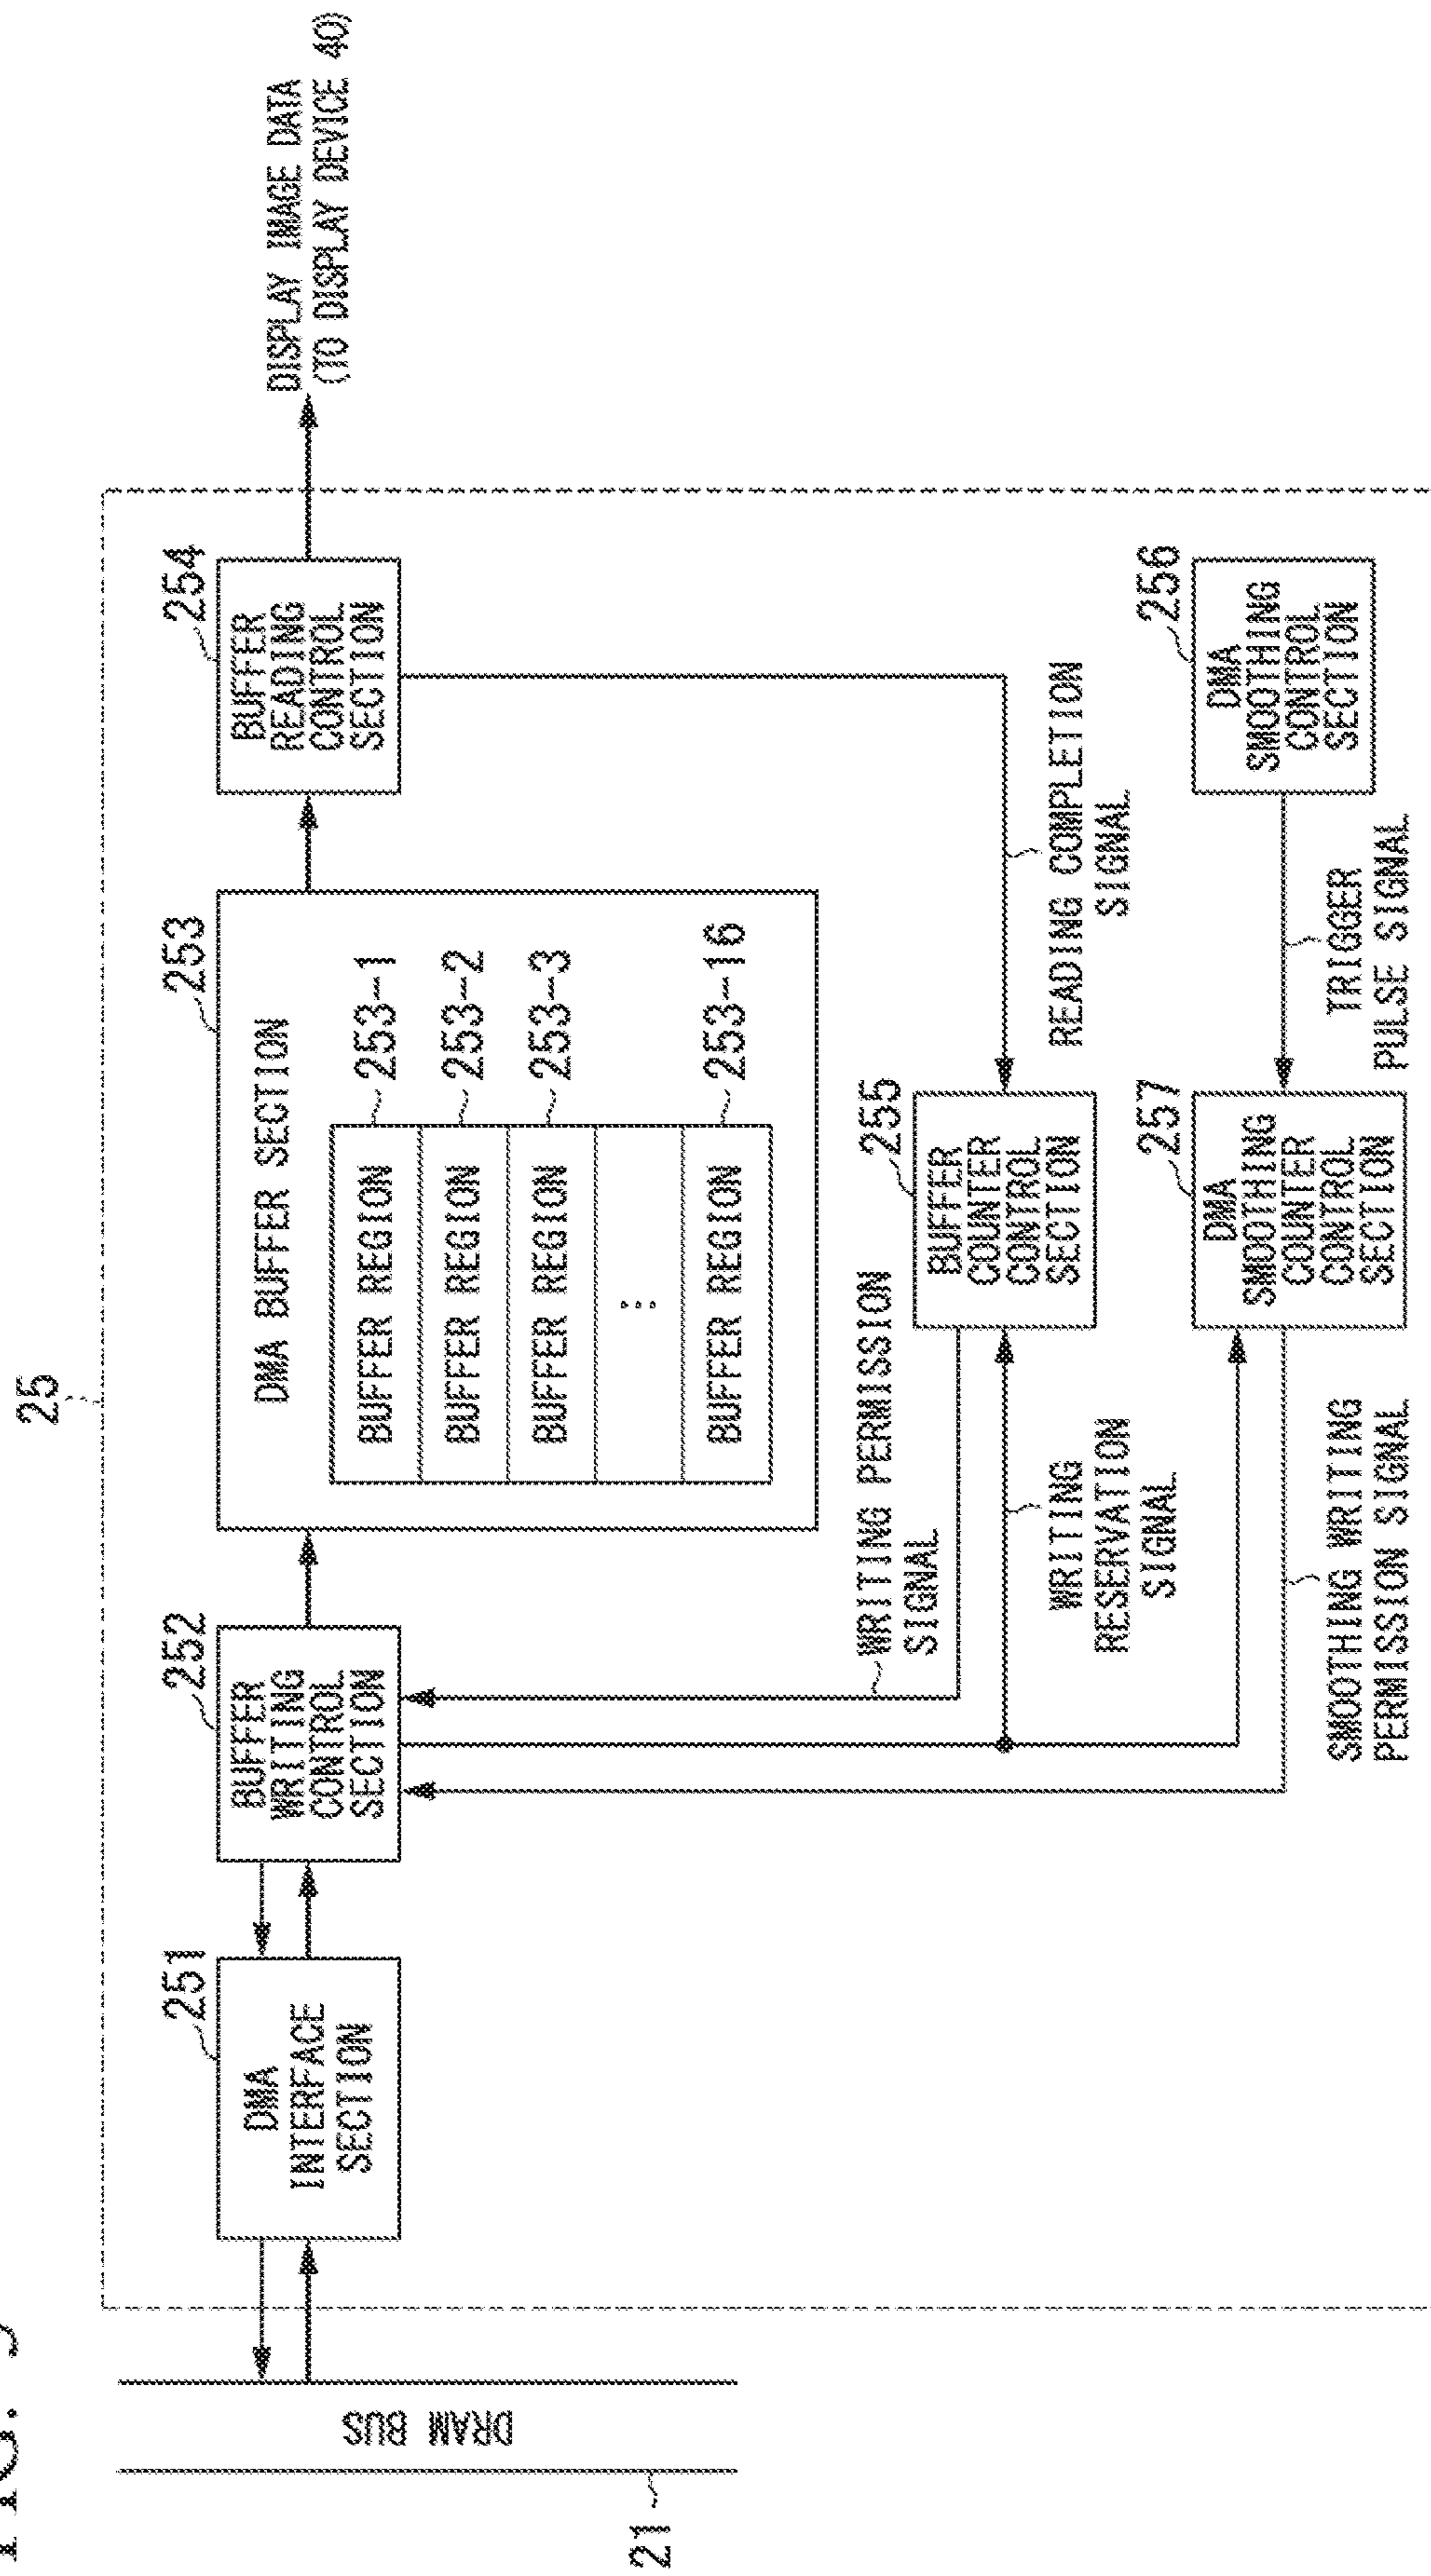 25
DRAM BUS
21
251
DMA
INTERFACE
SECTION
252
BUFFER
WRITING
CONTROL
SECTION
253
DMA BUFFER SECTION
BUFFER REGION
253-1
BUFFER REGION
253-2
BUFFER REGION
253-3
⋮
BUFFER REGION
253-16
254
BUFFER
READING
CONTROL
SECTION
DISPLAY IMAGE DATA
(TO DISPLAY DEVICE 40)
WRITING PERMISSION
SIGNAL
255
BUFFER
COUNTER
CONTROL
SECTION
READING COMPLETION
SIGNAL
WRITING
RESERVATION
SIGNAL
257
DMA
SMOOTHING
COUNTER
CONTROL
SECTION
256
DMA
SMOOTHING
CONTROL
SECTION
TRIGGER
PULSE SIGNAL
SMOOTHING WRITING
PERMISSION SIGNAL